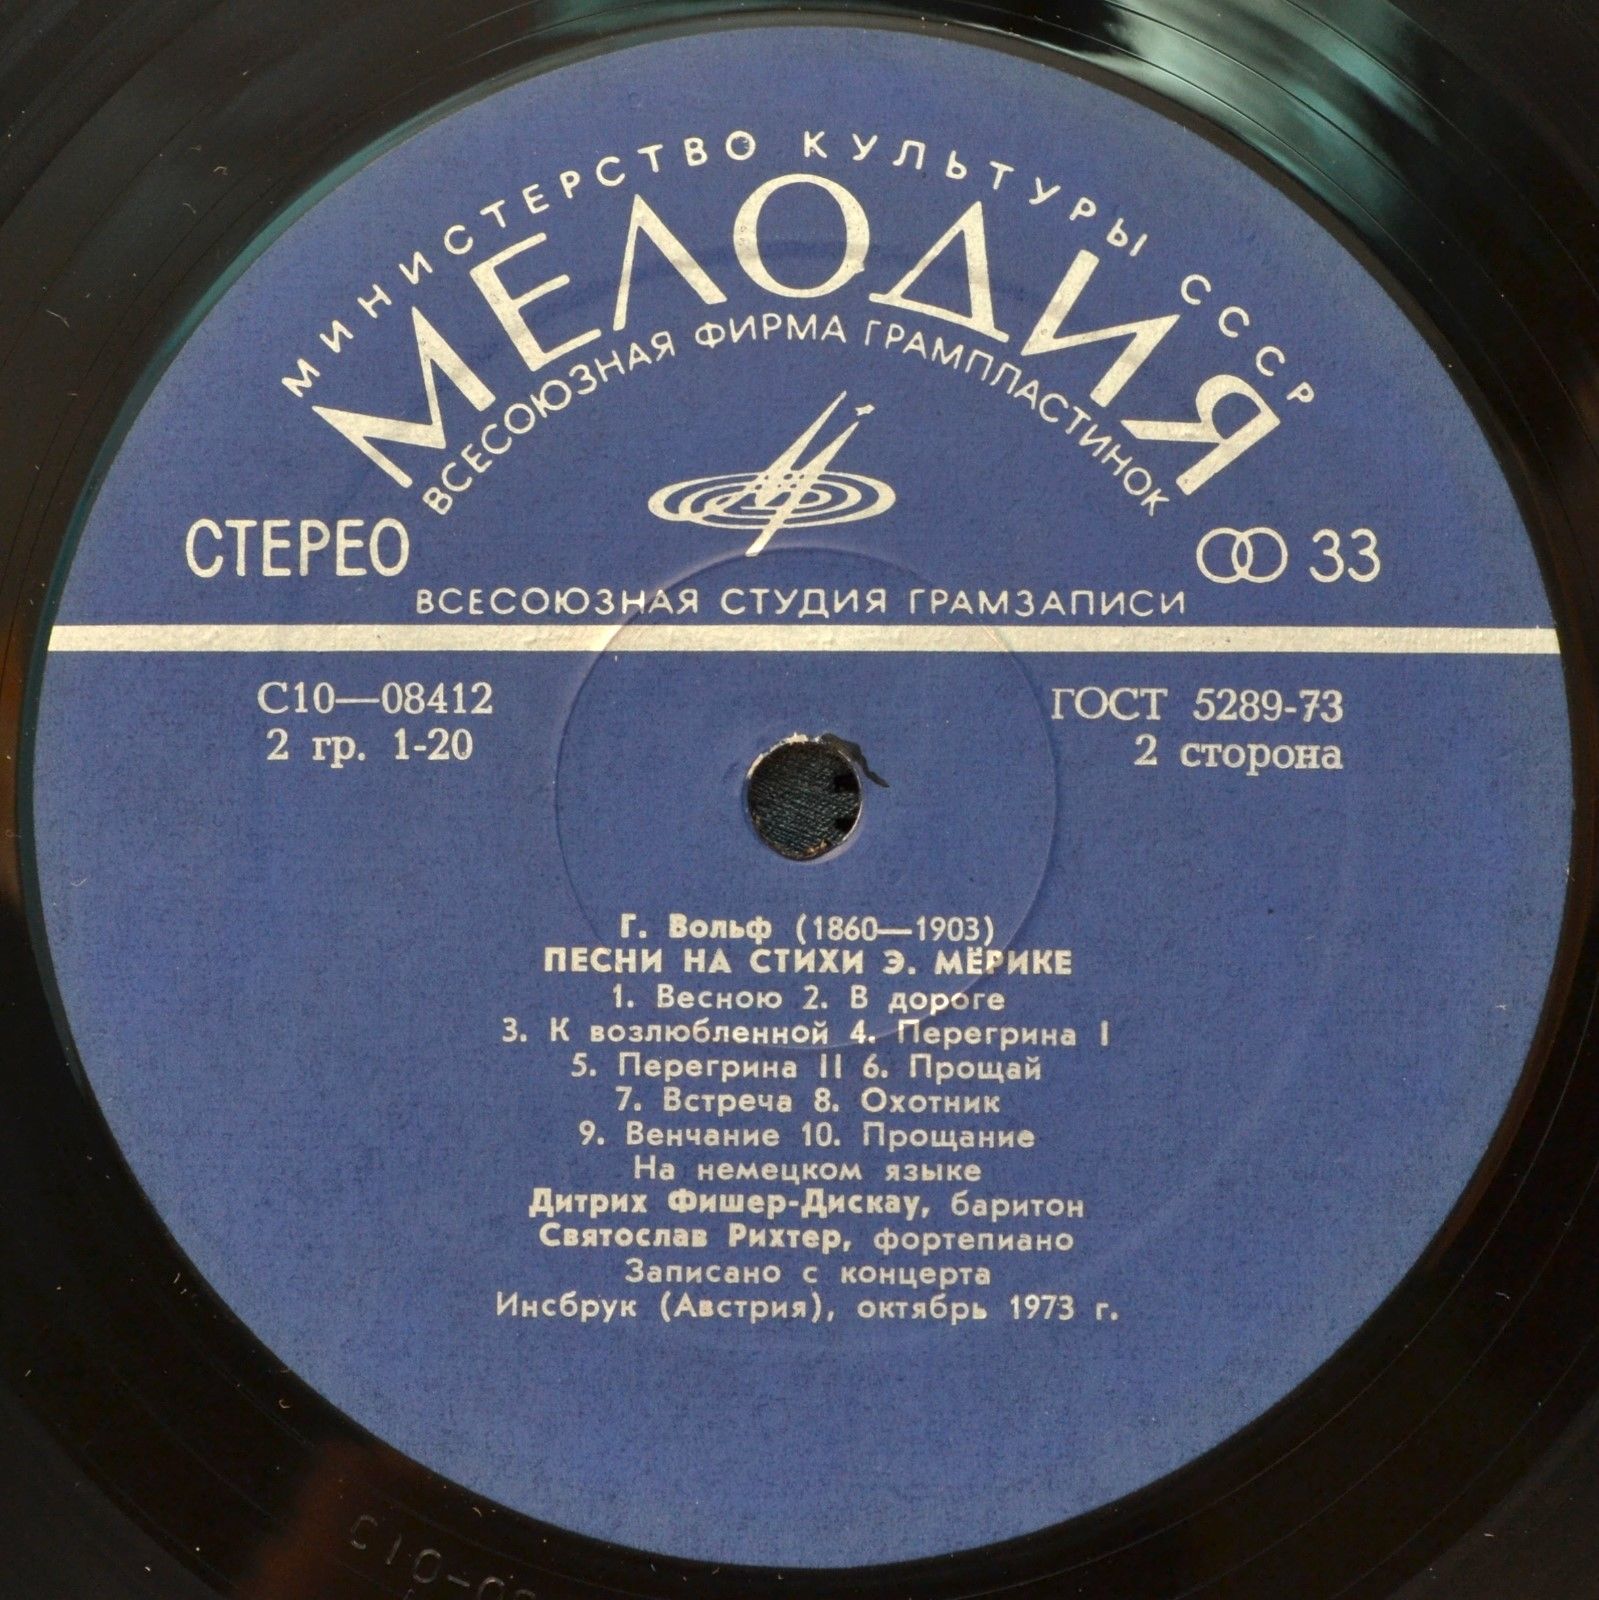 МИНИСТЕРСТВО КУЛЬТУРЫ СССР
МЕЛОДИЯ
ВСЕСОЮЗНАЯ ФИРМА ГРАМПЛАСТИНОК
СТЕРЕО
33
ВСЕСОЮЗНАЯ СТУДИЯ ГРАМЗАПИСИ
С10—08412
ГОСТ 5289-73
2 гр. 1-20
2 сторона
Г. Вольф (1860—1903)
ПЕСНИ НА СТИХИ Э. МЁРИКЕ
1. Весною 2. В дороге
3. К возлюбленной 4. Перегрина I
5. Перегрина II 6. Прощай
7. Встреча 8. Охотник
9. Венчание 10. Прощание
На немецком языке
Дитрих Фишер-Дискау, баритон
Святослав Рихтер, фортепиано
Записано с концерта
Инсбрук (Австрия), октябрь 1973 г.